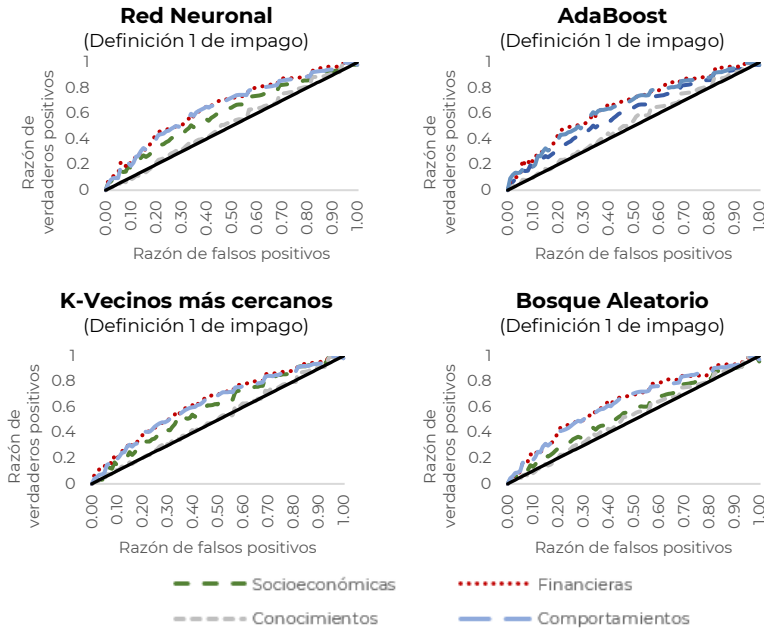 Red Neuronal
(Definición 1 de impago)
Razón de
verdaderos positivos
1
0.8
0.6
0.4
0.2
0
0.00
0.10
0.20
0.30
0.40
0.50
0.60
0.70
0.80
0.90
1.00
Razón de falsos positivos
AdaBoost
(Definición 1 de impago)
Razón de
verdaderos positivos
1
0.8
0.6
0.4
0.2
0
0.00
0.10
0.20
0.30
0.40
0.50
0.60
0.70
0.80
0.90
1.00
Razón de falsos positivos
K-Vecinos más cercanos
(Definición 1 de impago)
Razón de
verdaderos positivos
1
0.8
0.6
0.4
0.2
0
0.00
0.10
0.20
0.30
0.40
0.50
0.60
0.70
0.80
0.90
1.00
Razón de falsos positivos
Bosque Aleatorio
(Definición 1 de impago)
Razón de
verdaderos positivos
1
0.8
0.6
0.4
0.2
0
0.00
0.10
0.20
0.30
0.40
0.50
0.60
0.70
0.80
0.90
1.00
Razón de falsos positivos
Socioeconómicas
Financieras
Conocimientos
Comportamientos